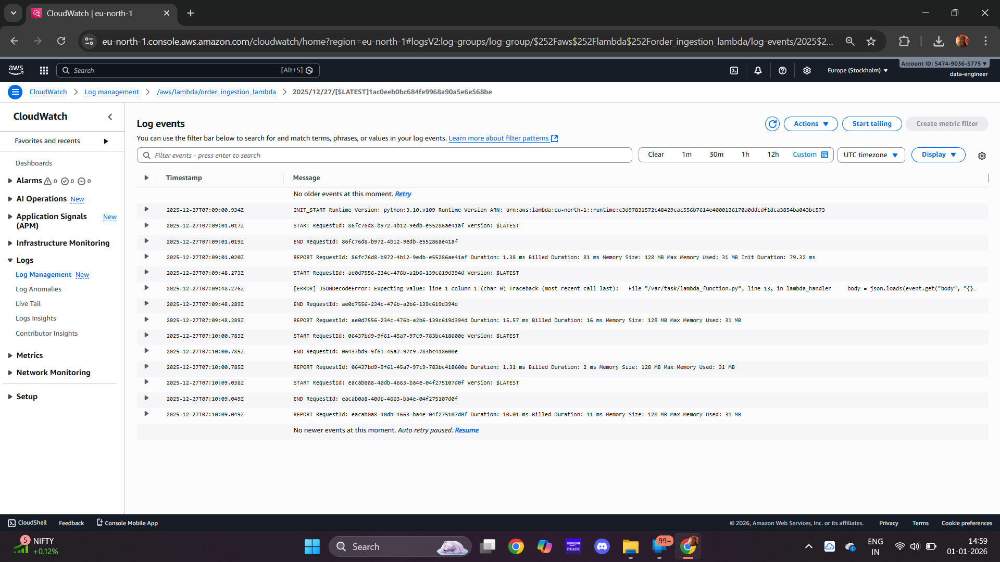 CloudWatch | eu-north-1
eu-north-1.console.aws.amazon.com/cloudwatch/home?region=eu-north-1#logsV2:log-groups/log-group/$252Faws$252Flambda$252Forder_ingestion_lambda/log-events/2025$2...
aws
Search [Alt+S]
Europe (Stockholm)
Account ID: 5474-9036-5775
data-engineer
CloudWatch > Log management > /aws/lambda/order_ingestion_lambda > 2025/12/27/[$LATEST]1ac0eeb0bc684fe9968a90a5e6e568be
CloudWatch
Favorites and recents
Dashboards
Alarms 0 0 0
AI Operations New
Application Signals (APM) New
Infrastructure Monitoring
Logs
Log Management New
Log Anomalies
Live Tail
Logs Insights
Contributor Insights
Metrics
Network Monitoring
Setup
Log events
Actions
Start tailing
Create metric filter
You can use the filter bar below to search for and match terms, phrases, or values in your log events. Learn more about filter patterns
Filter events - press enter to search
Clear 1m 30m 1h 12h Custom
UTC timezone
Display
Timestamp Message
No older events at this moment. Retry
2025-12-27T07:09:00.934Z INIT_START Runtime Version: python:3.10.v109 Runtime Version ARN: arn:aws:lambda:eu-north-1::runtime:c3d97831572c48429cac556b7614e4000136170a0ddcdf1dca3854ba043bc573
2025-12-27T07:09:01.017Z START RequestId: 86fc76d8-b972-4b12-9edb-e55286ae41af Version: $LATEST
2025-12-27T07:09:01.019Z END RequestId: 86fc76d8-b972-4b12-9edb-e55286ae41af
2025-12-27T07:09:01.020Z REPORT RequestId: 86fc76d8-b972-4b12-9edb-e55286ae41af Duration: 1.38 ms Billed Duration: 81 ms Memory Size: 128 MB Max Memory Used: 31 MB Init Duration: 79.32 ms
2025-12-27T07:09:48.273Z START RequestId: ae0d7556-234c-476b-a2b6-139c619d394d Version: $LATEST
2025-12-27T07:09:48.276Z [ERROR] JSONDecodeError: Expecting value: line 1 column 1 (char 0) Traceback (most recent call last): File "/var/task/lambda_function.py", line 13, in lambda_handler body = json.loads(event.get("body", "{}...
2025-12-27T07:09:48.289Z END RequestId: ae0d7556-234c-476b-a2b6-139c619d394d
2025-12-27T07:09:48.289Z REPORT RequestId: ae0d7556-234c-476b-a2b6-139c619d394d Duration: 15.57 ms Billed Duration: 16 ms Memory Size: 128 MB Max Memory Used: 31 MB
2025-12-27T07:10:00.783Z START RequestId: 06437bd9-9f61-45a7-97c9-783bc418600e Version: $LATEST
2025-12-27T07:10:00.785Z END RequestId: 06437bd9-9f61-45a7-97c9-783bc418600e
2025-12-27T07:10:00.785Z REPORT RequestId: 06437bd9-9f61-45a7-97c9-783bc418600e Duration: 1.31 ms Billed Duration: 2 ms Memory Size: 128 MB Max Memory Used: 31 MB
2025-12-27T07:10:09.038Z START RequestId: eacab0a8-40db-4663-ba4e-04f275107d0f Version: $LATEST
2025-12-27T07:10:09.049Z END RequestId: eacab0a8-40db-4663-ba4e-04f275107d0f
2025-12-27T07:10:09.049Z REPORT RequestId: eacab0a8-40db-4663-ba4e-04f275107d0f Duration: 10.01 ms Billed Duration: 11 ms Memory Size: 128 MB Max Memory Used: 31 MB
No newer events at this moment. Auto retry paused. Resume
CloudShell Feedback Console Mobile App
© 2026, Amazon Web Services, Inc. or its affiliates. Privacy Terms Cookie preferences
5 NIFTY
+0.12%
Search
amazon music
99+
ENG
IN
14:59
01-01-2026